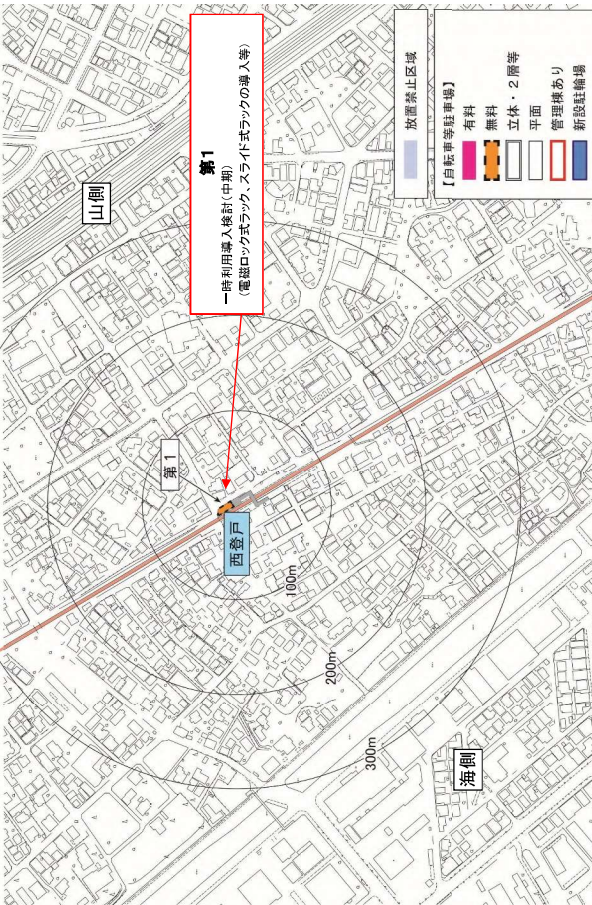 山側
第1
一時利用導入検討(中期)
(電磁ロック式ラック、スライド式ラックの導入等)
第1
西登戸
100m
200m
300m
海側
放置禁止区域
【自転車等駐車場】
有料
無料
立体・2層等
平面
管理棟あり
新設駐輪場